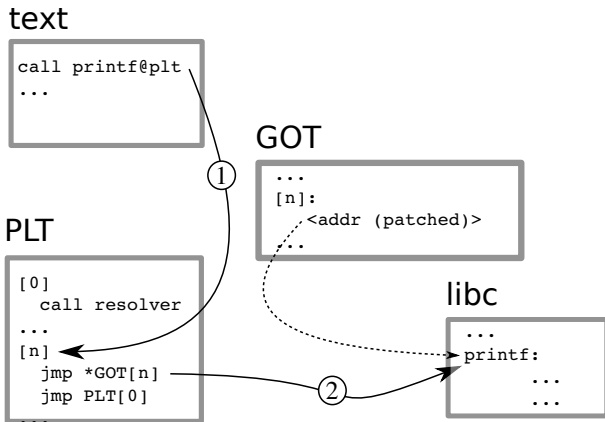 text
call printf@plt
...
1
GOT
...
[n]:
<addr (patched)>
...
PLT
[0]
call resolver
...
[n]
jmp *GOT[n]
jmp PLT[0]
...
2
libc
...
printf:
...
...